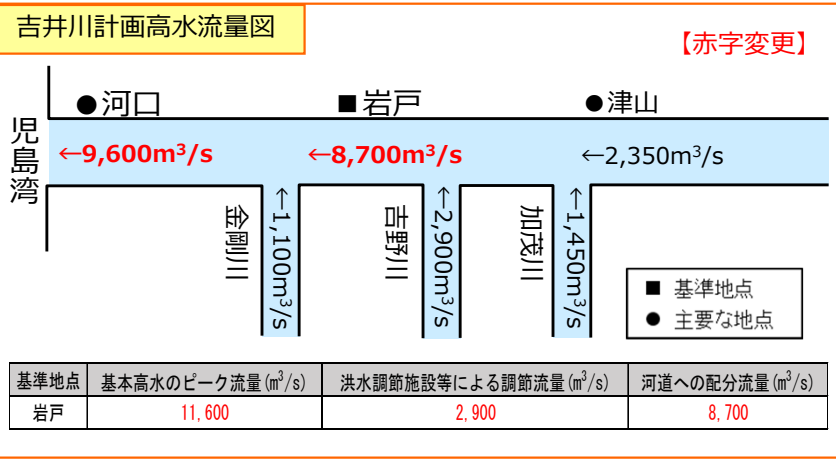 吉井川計画高水流量図
【赤字変更】
●河口
■岩戸
●津山
児島湾
←9,600m³/s
←8,700m³/s
←2,350m³/s
金剛川
←1,100m³/s
吉野川
←2,900m³/s
加茂川
←1,450m³/s
■ 基準地点
● 主要な地点
基準地点 基本高水のピーク流量(m³/s) 洪水調節施設等による調節流量(m³/s) 河道への配分流量(m³/s)
岩戸 11,600 2,900 8,700